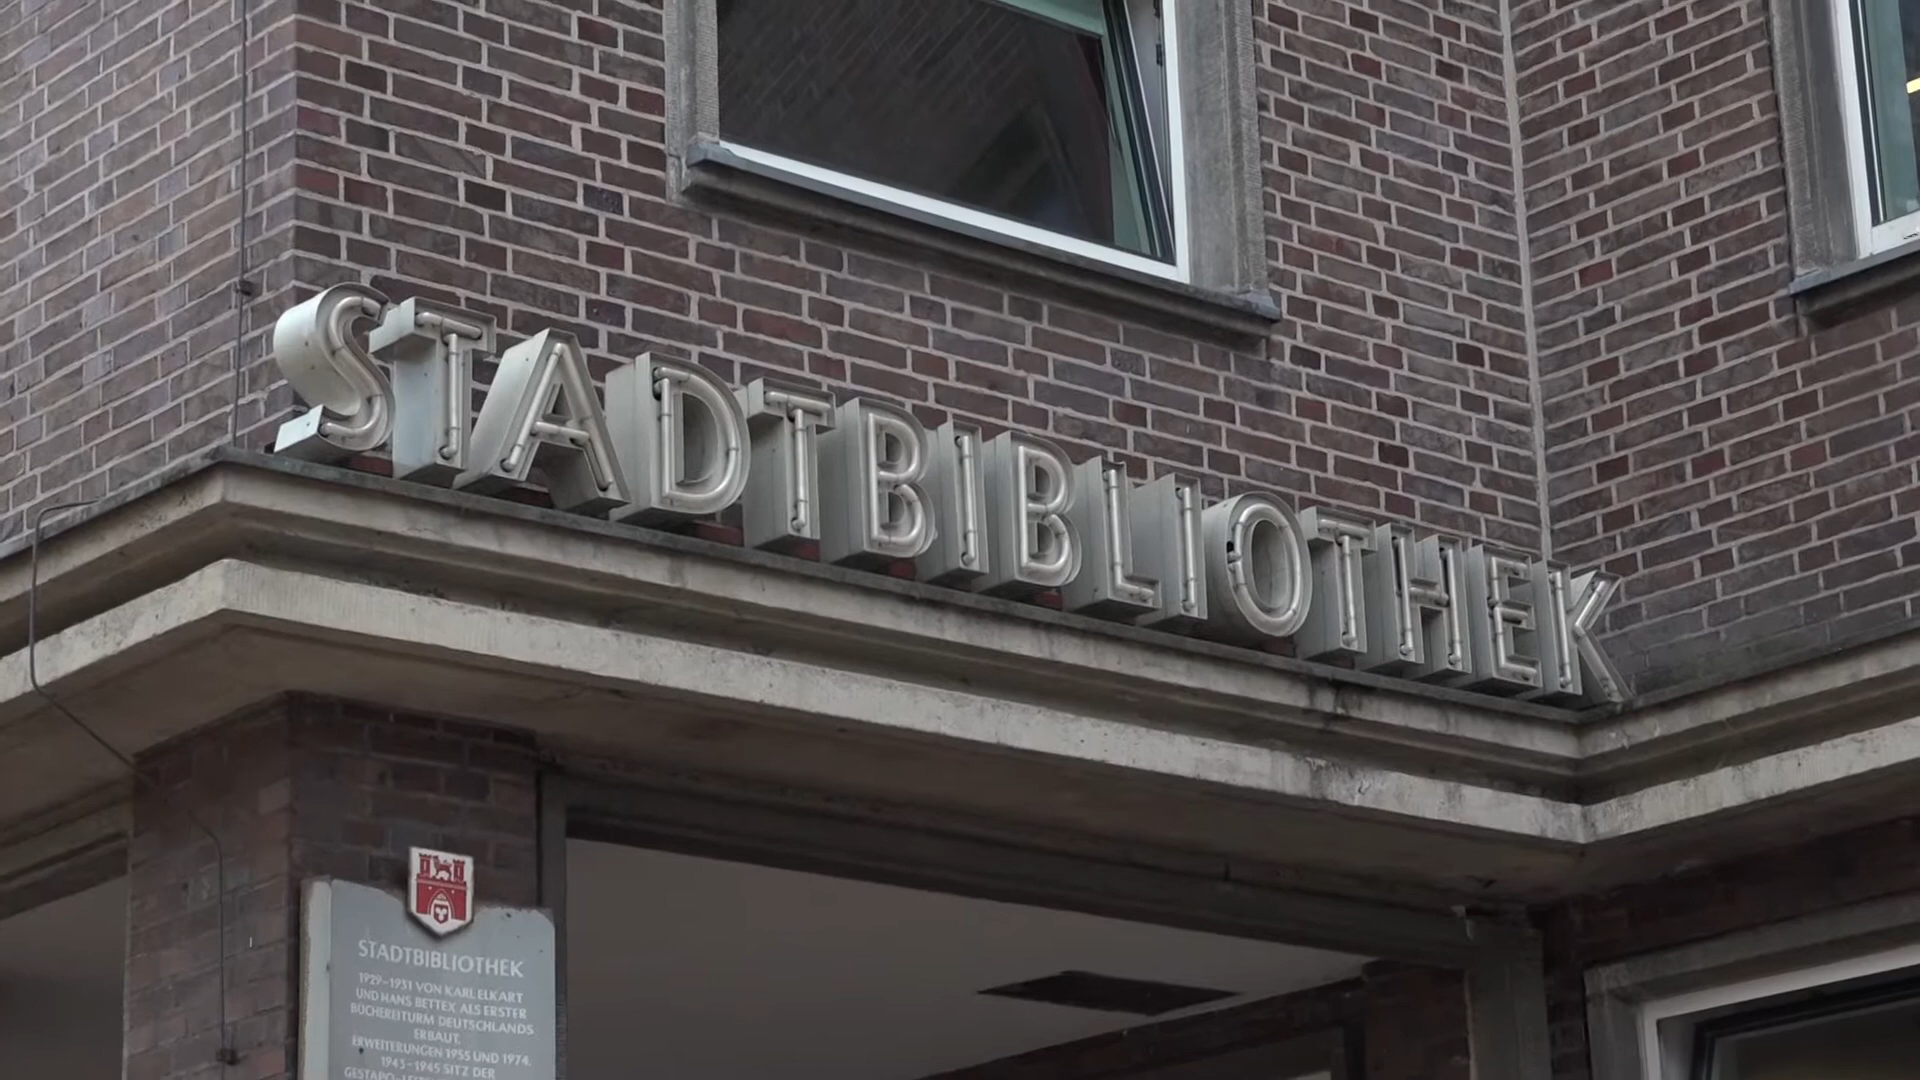 STADTBIBLIOTHEK
STADTBIBLIOTHEK
1929-1931 VON KARL ELKART
UND HANS BETTEX ALS ERSTER
BÜCHEREITURM DEUTSCHLANDS
ERBAUT.
ERWEITERUNGEN 1955 UND 1974.
1943-1945 SITZ DER